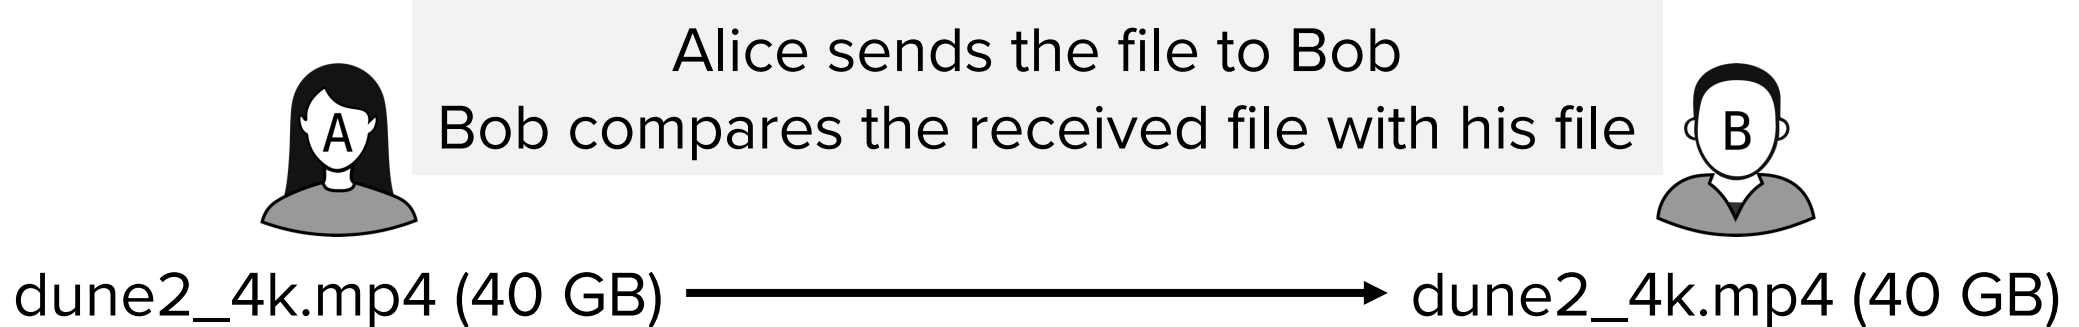 Alice sends the file to Bob
Bob compares the received file with his file
A
B
dune2_4k.mp4 (40 GB)
dune2_4k.mp4 (40 GB)